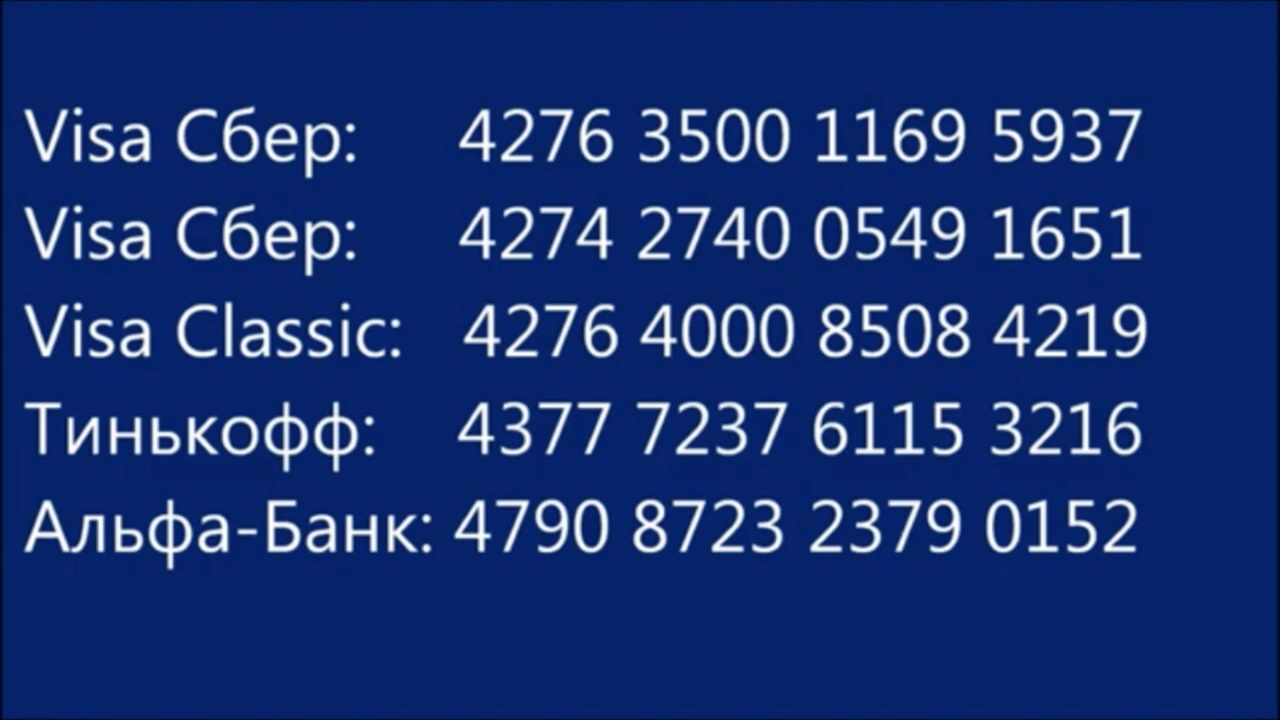 Visa Сбер: 4276 3500 1169 5937
Visa Сбер: 4274 2740 0549 1651
Visa Classic: 4276 4000 8508 4219
Тинькофф: 4377 7237 6115 3216
Альфа-Банк: 4790 8723 2379 0152